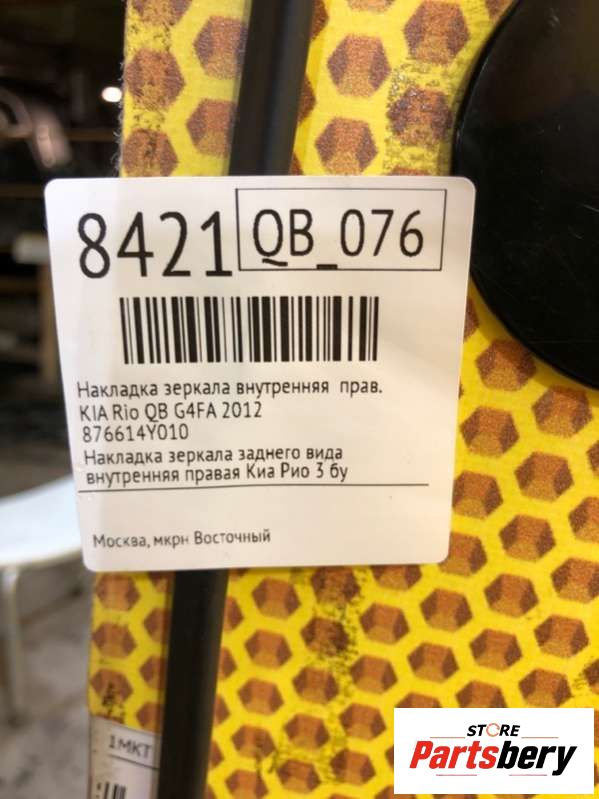 8421 QB_076
Накладка зеркала внутренняя прав.
KIA Rio QB G4FA 2012
876614Y010
Накладка зеркала заднего вида
внутренняя правая Киа Рио 3 бу
Москва, мкрн Восточный
1МКТ
STORE
Partsbery